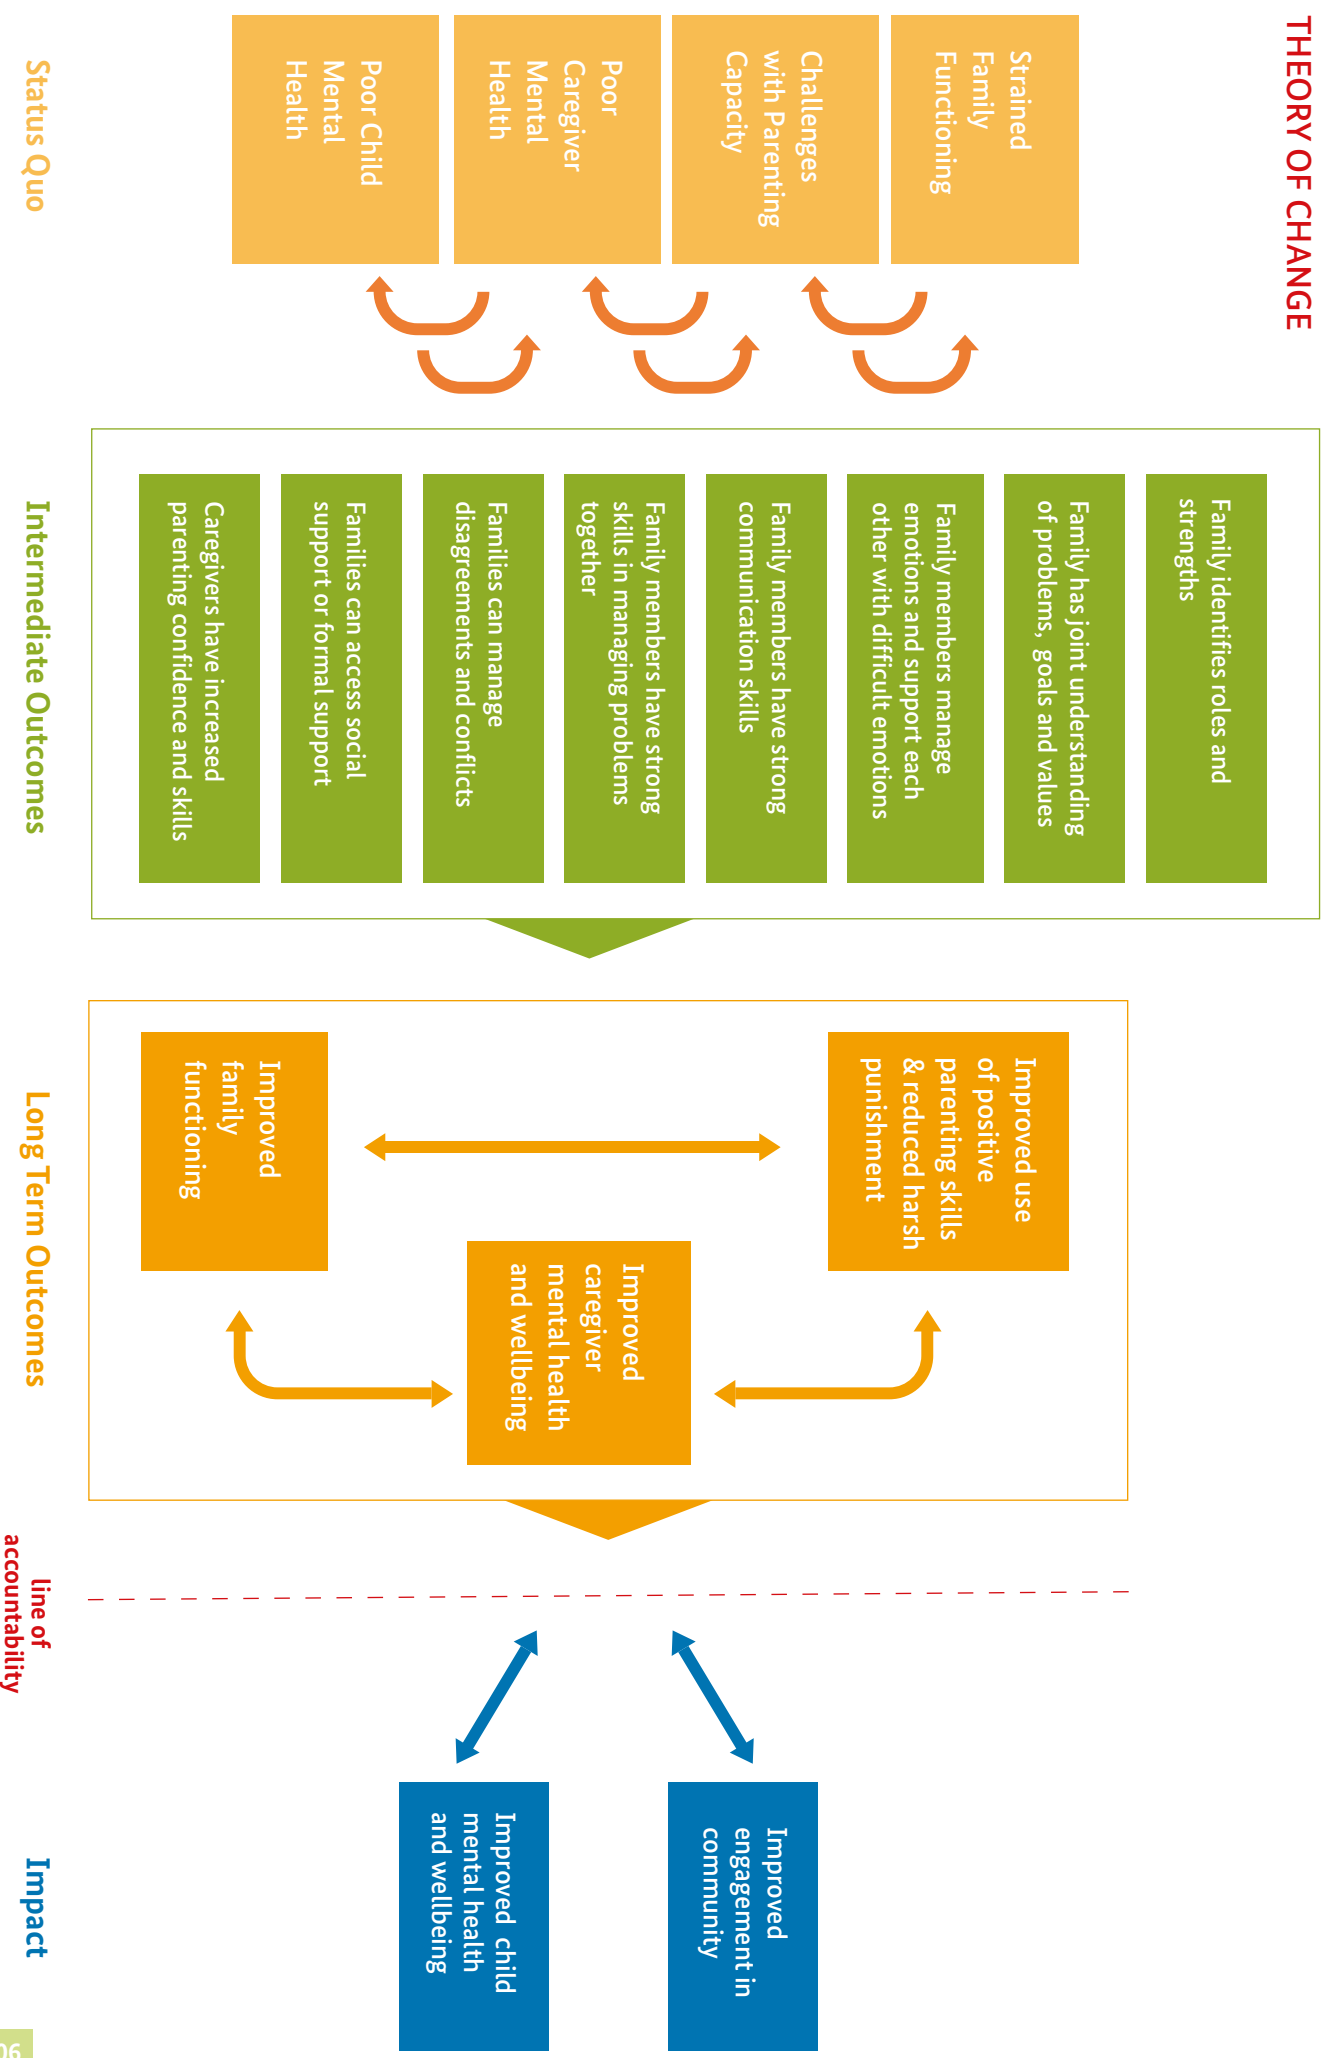 THEORY OF CHANGE
Strained
Family
Functioning
Challenges
with Parenting
Capacity
Poor
Caregiver
Mental
Health
Poor Child
Mental
Health
Status Quo
Family identifies roles and
strengths
Family has joint understanding
of problems, goals and values
Family members manage
emotions and support each
other with difficult emotions
Family members have strong
communication skills
Family members have strong
skills in managing problems
together
Families can manage
disagreements and conflicts
Families can access social
support or formal support
Caregivers have increased
parenting confidence and skills
Intermediate Outcomes
Improved use
of positive
parenting skills
& reduced harsh
punishment
Improved
caregiver
mental health
and wellbeing
Improved
family
functioning
Long Term Outcomes
line of
accountability
Improved
engagement in
community
Improved child
mental health
and wellbeing
Impact
06